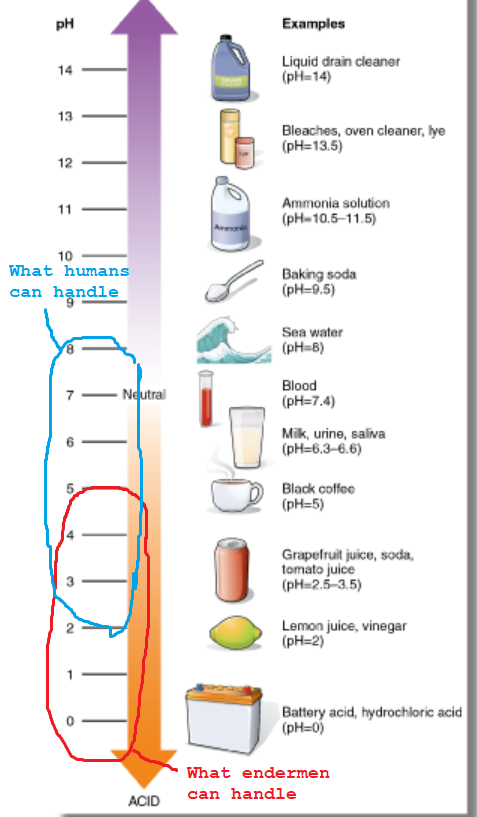 pH
Examples
14
Liquid drain cleaner
(pH=14)
13
Bleaches, oven cleaner, lye
(pH=13.5)
12
11
Ammonia solution
(pH=10.5–11.5)
Ammonia
10
What humans
can handle
Baking soda
(pH=9.5)
9
Sea water
(pH=8)
8
7
Neutral
Blood
(pH=7.4)
6
Milk, urine, saliva
(pH=6.3–6.6)
5
Black coffee
(pH=5)
4
Grapefruit juice, soda,
tomato juice
(pH=2.5–3.5)
3
2
Lemon juice, vinegar
(pH=2)
1
0
Battery acid, hydrochloric acid
(pH=0)
What endermen
can handle
ACID